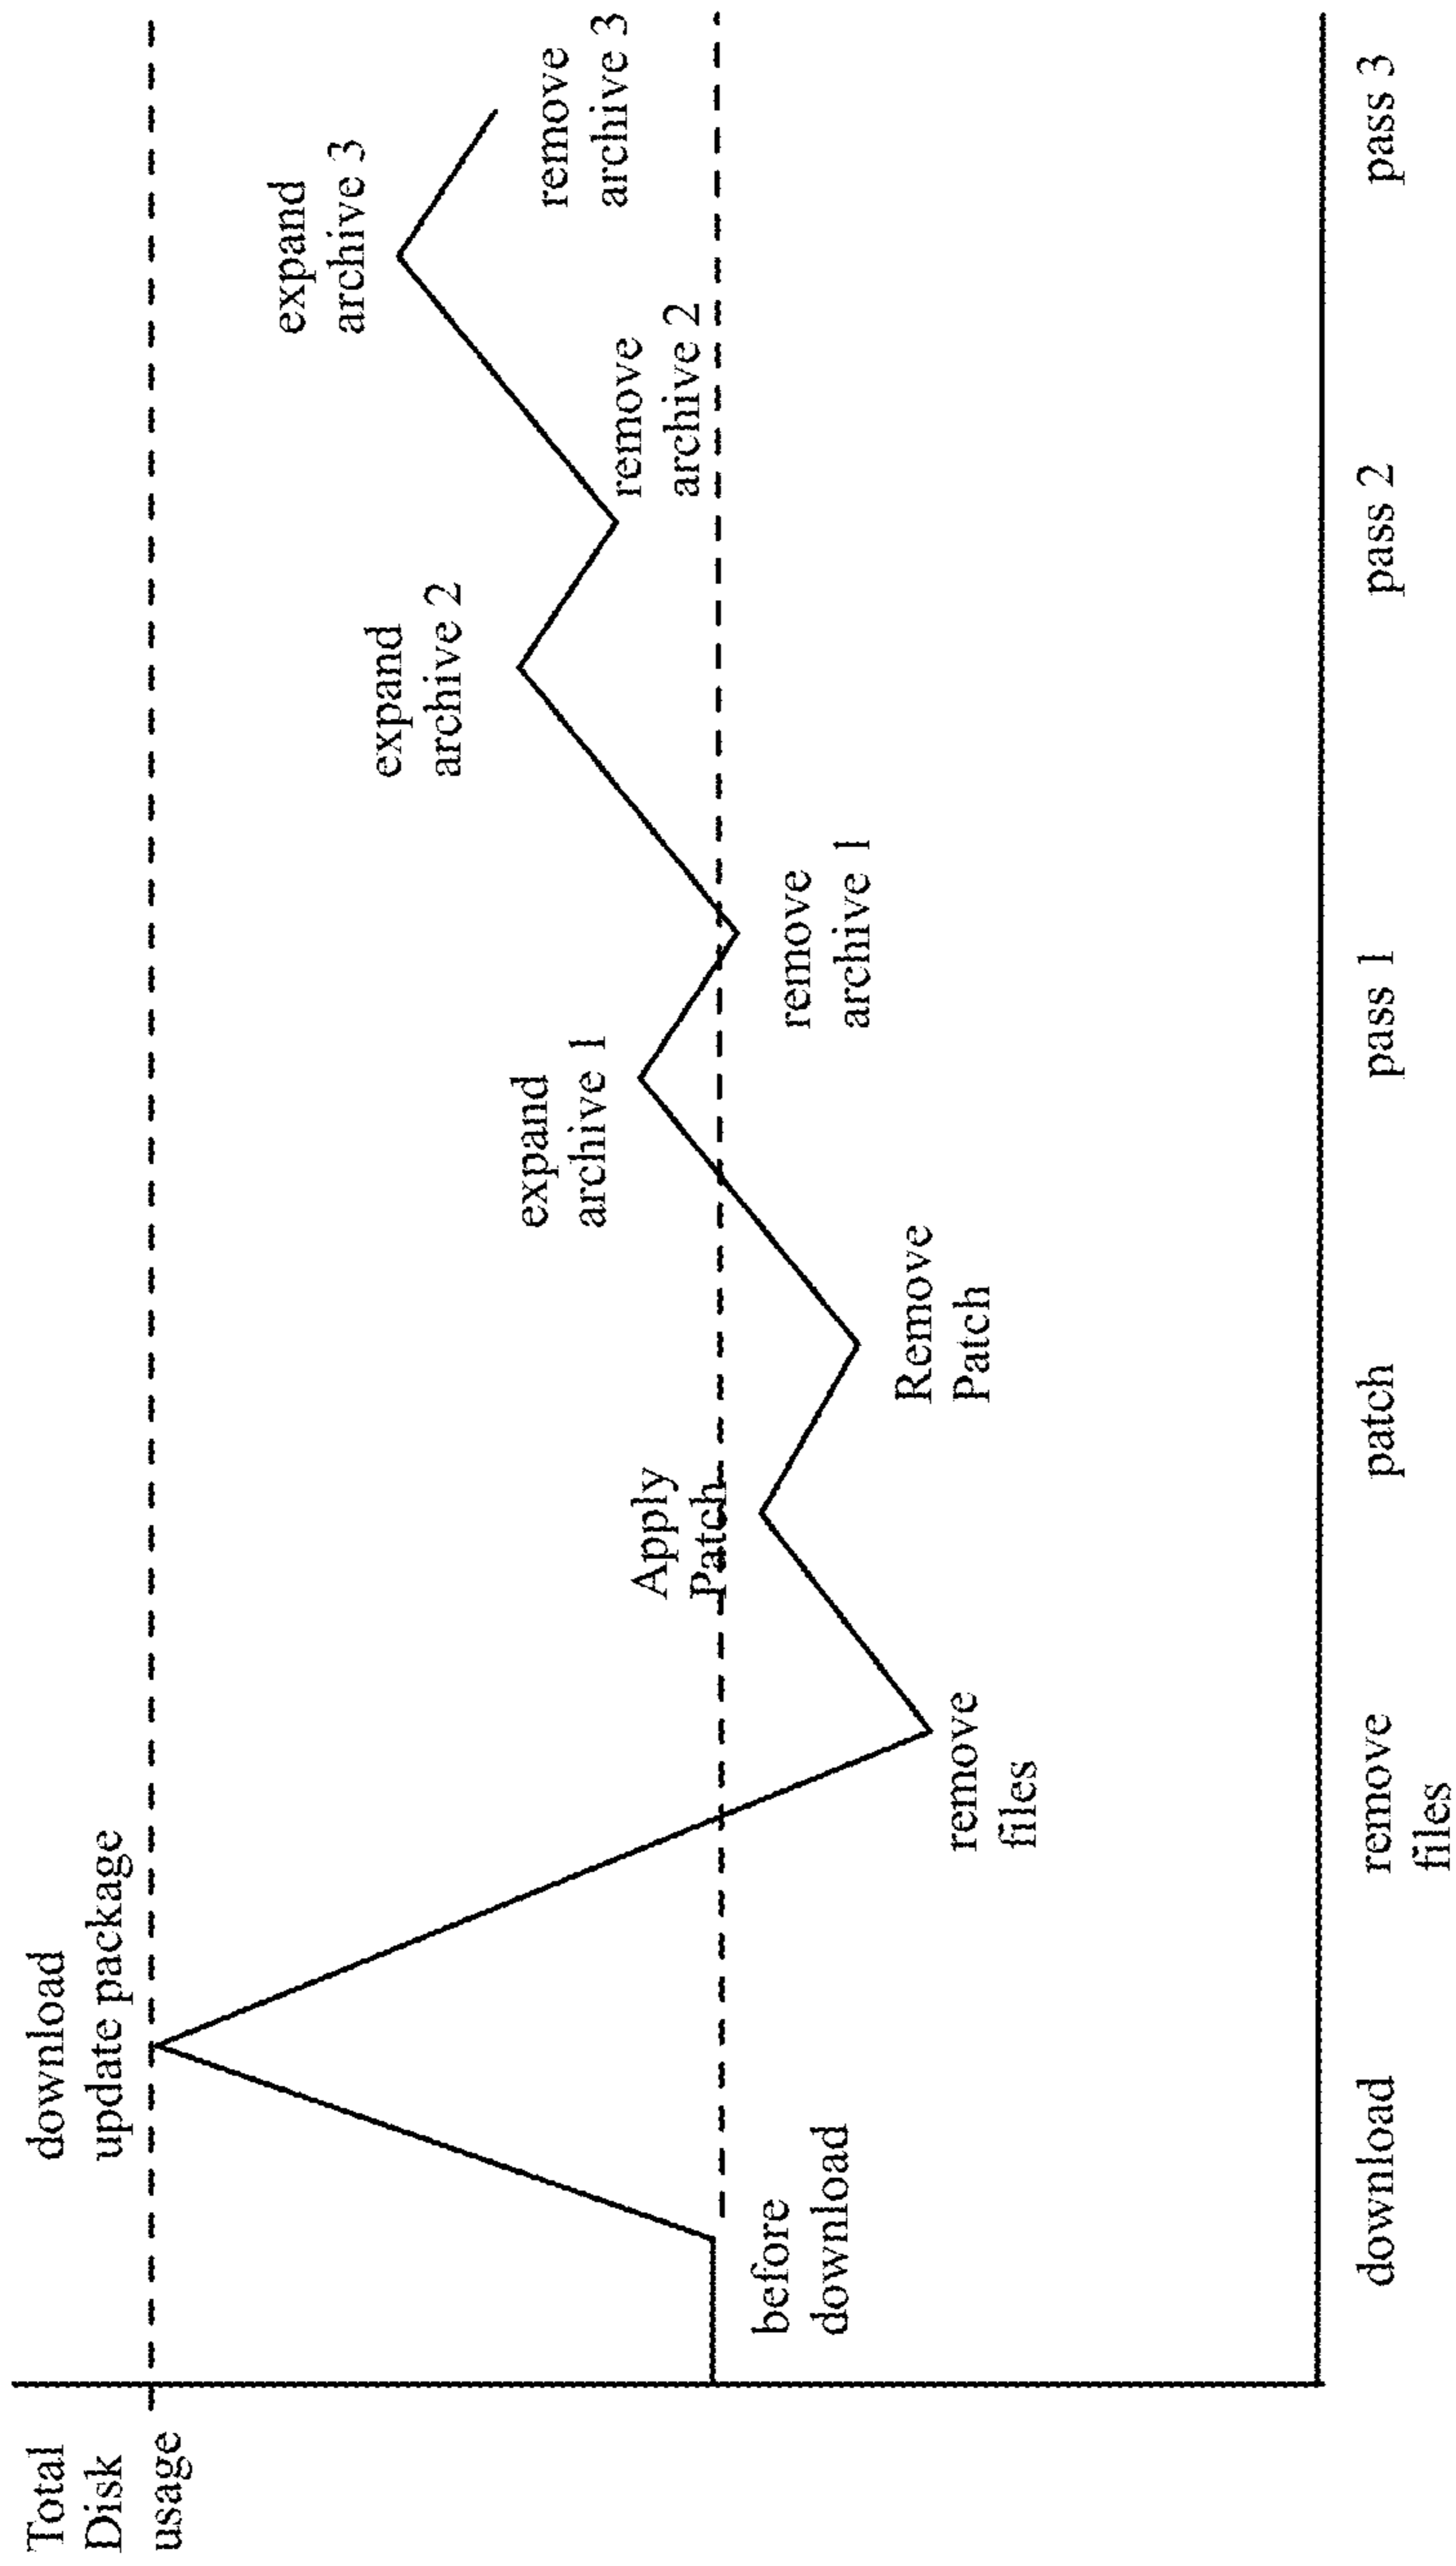 Total
Disk
usage
download
update package
before
download
remove
files
Apply
Patch
Remove
Patch
expand
archive 1
remove
archive 1
expand
archive 2
remove
archive 2
expand
archive 3
remove
archive 3
download
remove
files
patch
pass 1
pass 2
pass 3